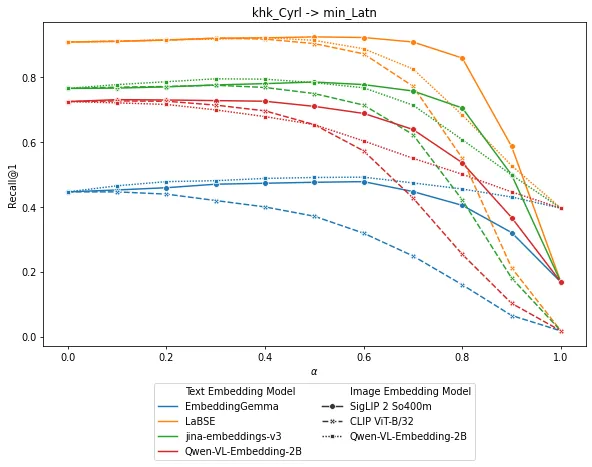 khk_Cyrl -> min_Latn
Recall@1
0.8
0.6
0.4
0.2
0.0
0.0 0.2 0.4 0.6 0.8 1.0
α
Text Embedding Model Image Embedding Model
EmbeddingGemma SigLIP 2 So400m
LaBSE CLIP ViT-B/32
jina-embeddings-v3 Qwen-VL-Embedding-2B
Qwen-VL-Embedding-2B